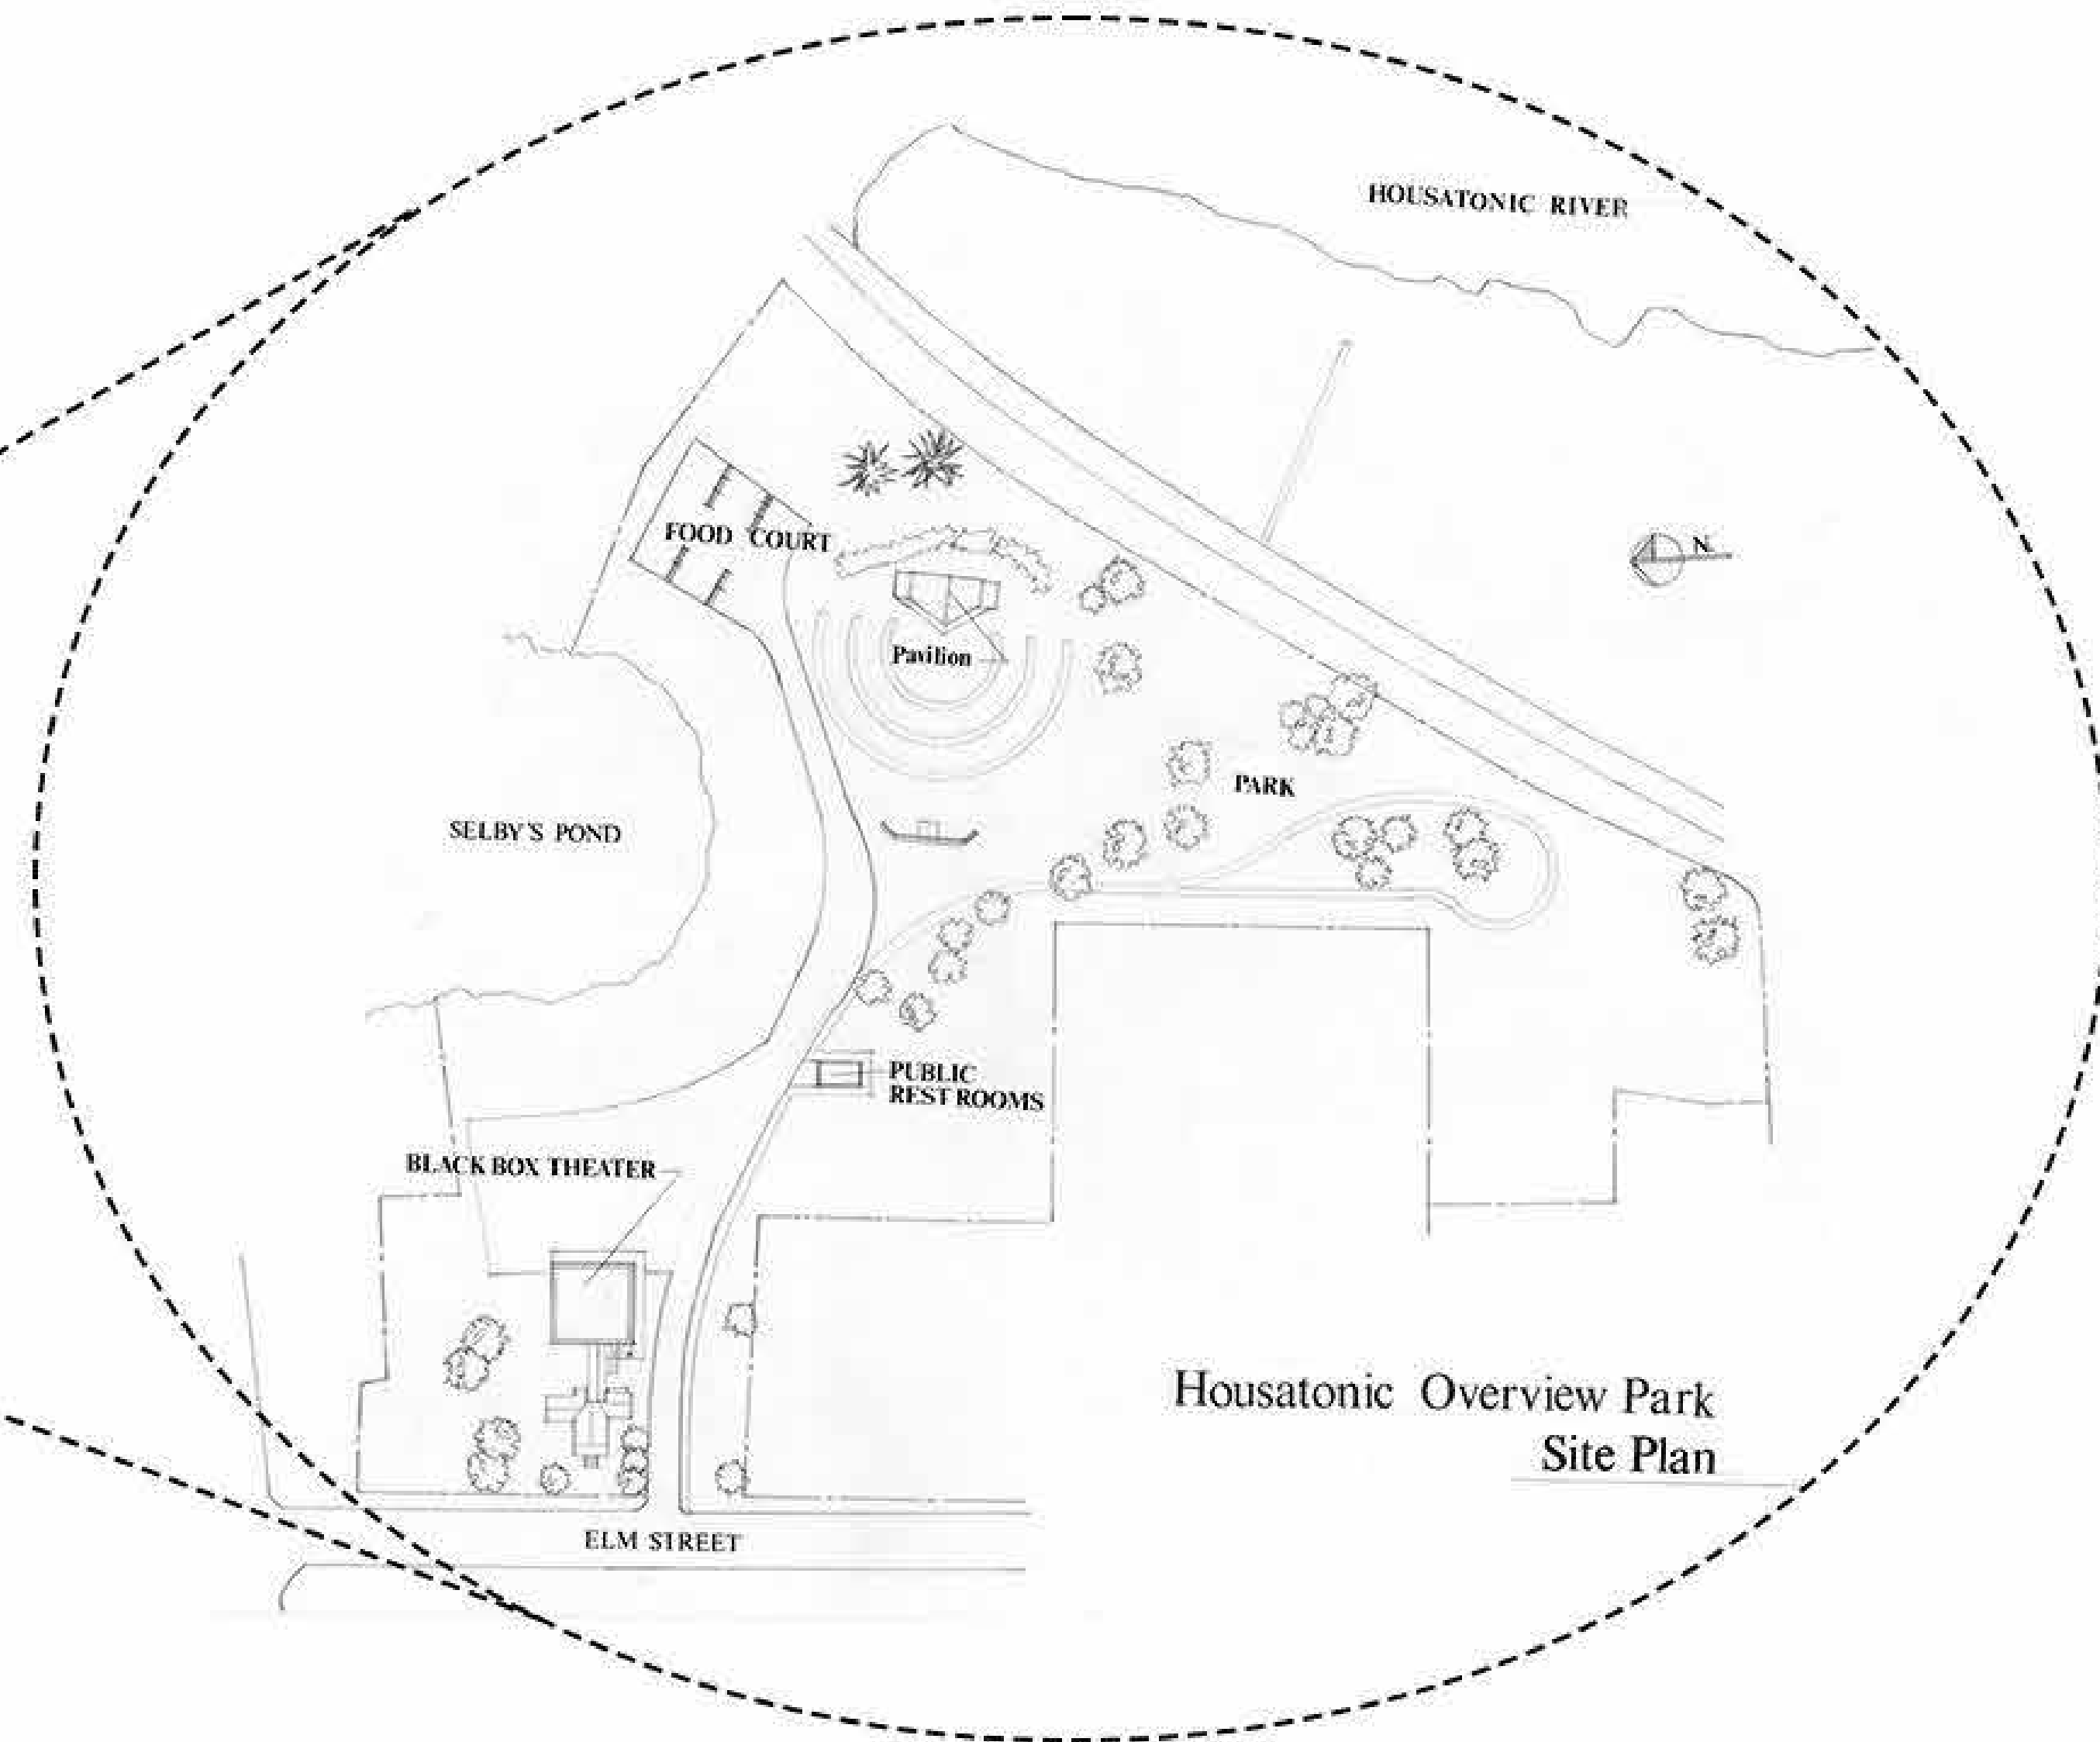 HOUSATONIC RIVER
N
FOOD COURT
Pavilion
PARK
SELBY'S POND
PUBLIC
REST ROOMS
BLACK BOX THEATER
Housatonic Overview Park
Site Plan
ELM STREET